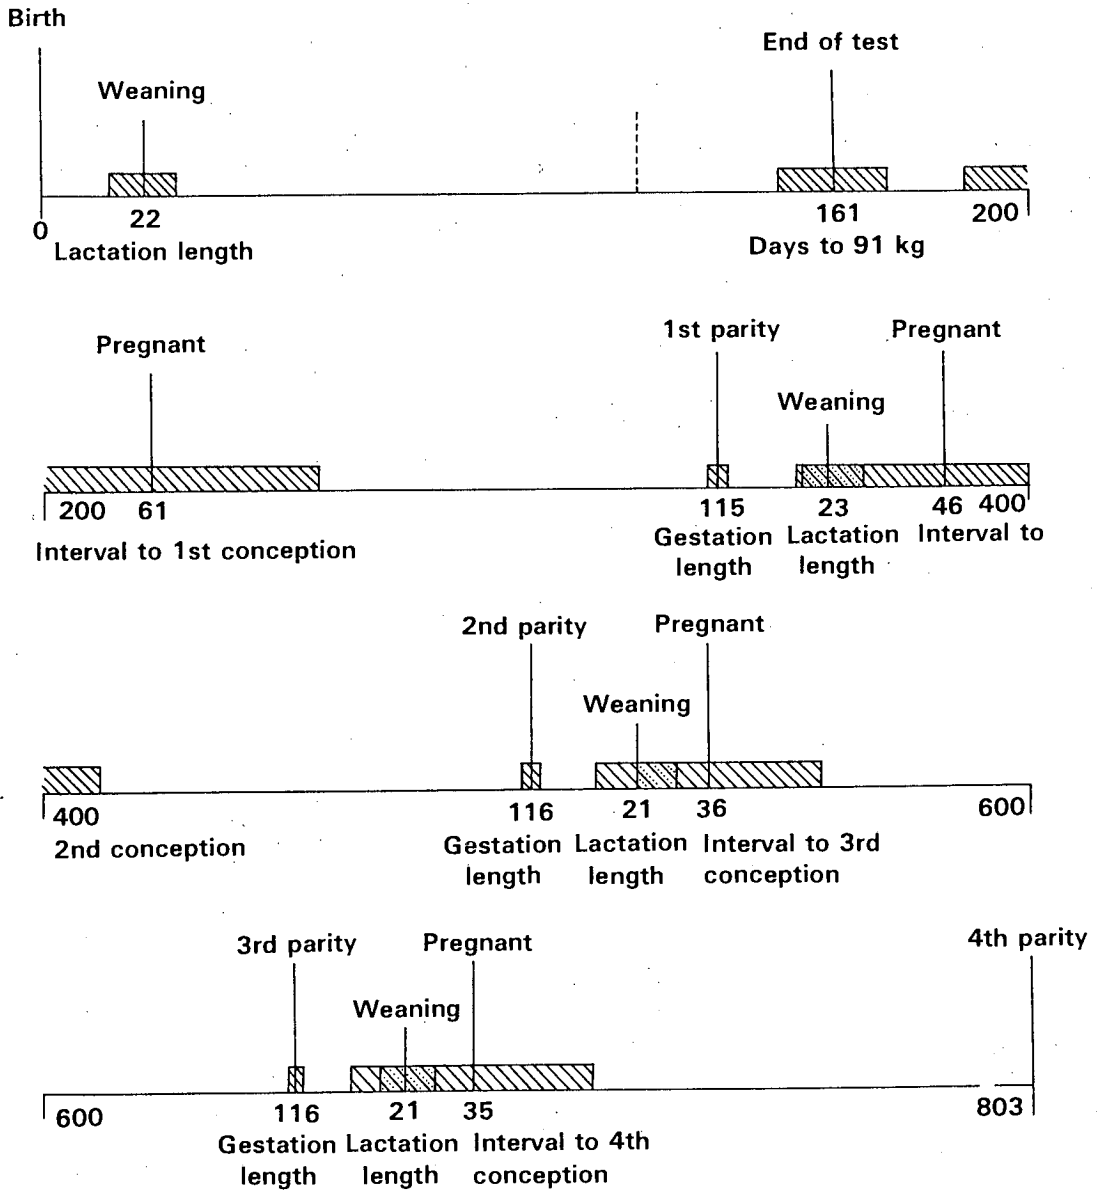 Birth
End of test
Weaning
0
22
161
200
Lactation length
Days to 91 kg
Pregnant
1st parity
Pregnant
Weaning
200
61
115
23
46
400
Interval to 1st conception
Gestation
length
Lactation
length
Interval to
2nd parity
Pregnant
Weaning
400
116
21
36
600
2nd conception
Gestation
length
Lactation
length
Interval to 3rd
conception
3rd parity
Pregnant
4th parity
Weaning
600
116
21
35
803
Gestation
length
Lactation
length
Interval to 4th
conception